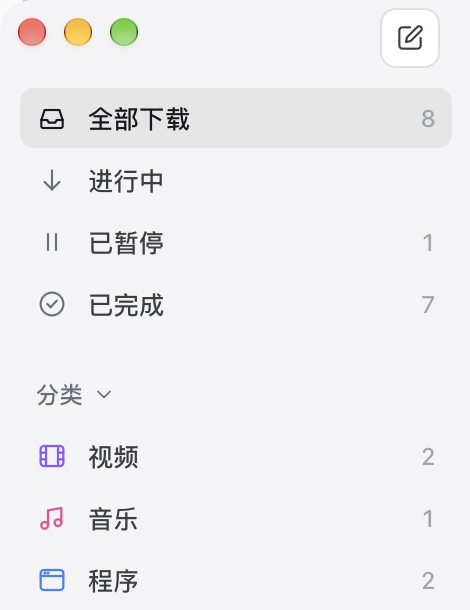 全部下载 8
进行中
已暂停 1
已完成 7
分类
视频 2
音乐 1
程序 2